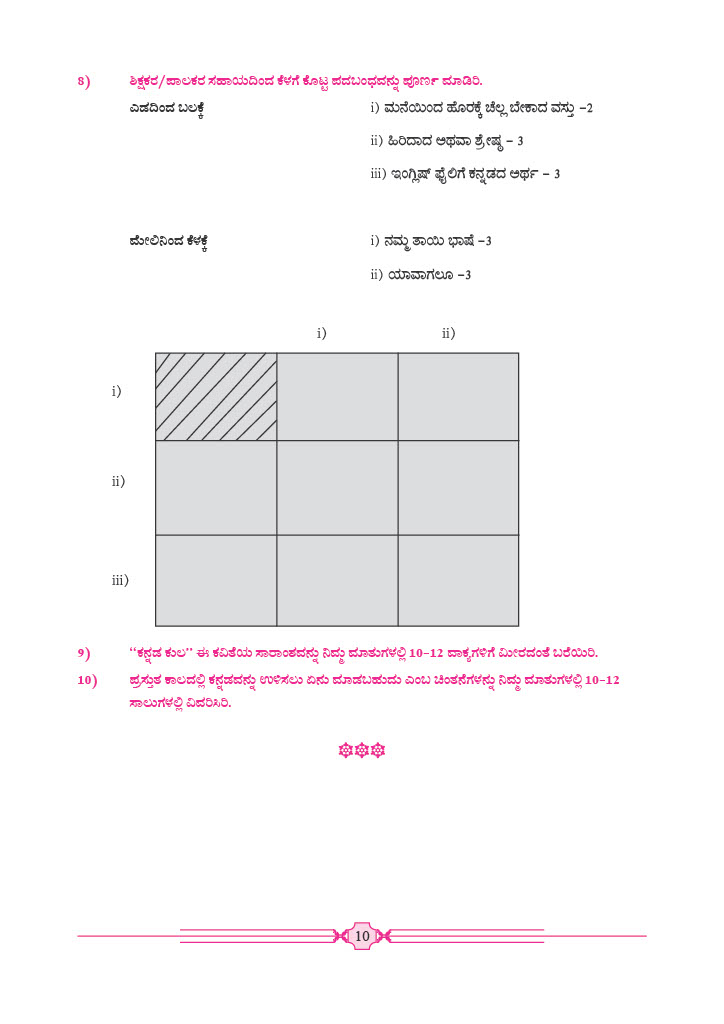 8) ಶಿಕ್ಷಕರ/ಪಾಲಕರ ಸಹಾಯದಿಂದ ಕೆಳಗೆ ಕೊಟ್ಟ ಪದಬಂಧವನ್ನು ಪೂರ್ಣ ಮಾಡಿರಿ.
ಎಡದಿಂದ ಬಲಕ್ಕೆ i) ಮನೆಯಿಂದ ಹೊರಕ್ಕೆ ಚೆಲ್ಲ ಬೇಕಾದ ವಸ್ತು –2
ii) ಹಿರಿದಾದ ಅಥವಾ ಶ್ರೇಷ್ಠ – 3
iii) ಇಂಗ್ಲಿಷ್ ಫೈಲಿಗೆ ಕನ್ನಡದ ಅರ್ಥ – 3
ಮೇಲಿನಿಂದ ಕೆಳಕ್ಕೆ i) ನಮ್ಮ ತಾಯಿ ಭಾಷೆ –3
ii) ಯಾವಾಗಲೂ –3
i) ii)
i)
ii)
iii)
9) “ಕನ್ನಡ ಕುಲ” ಈ ಕವಿತೆಯ ಸಾರಾಂಶವನ್ನು ನಿಮ್ಮ ಮಾತುಗಳಲ್ಲಿ 10–12 ವಾಕ್ಯಗಳಿಗೆ ಮೀರದಂತೆ ಬರೆಯಿರಿ.
10) ಪ್ರಸ್ತುತ ಕಾಲದಲ್ಲಿ ಕನ್ನಡವನ್ನು ಉಳಿಸಲು ಏನು ಮಾಡಬಹುದು ಎಂಬ ಚಿಂತನೆಗಳನ್ನು ನಿಮ್ಮ ಮಾತುಗಳಲ್ಲಿ 10–12
ಸಾಲುಗಳಲ್ಲಿ ವಿವರಿಸಿರಿ.
10